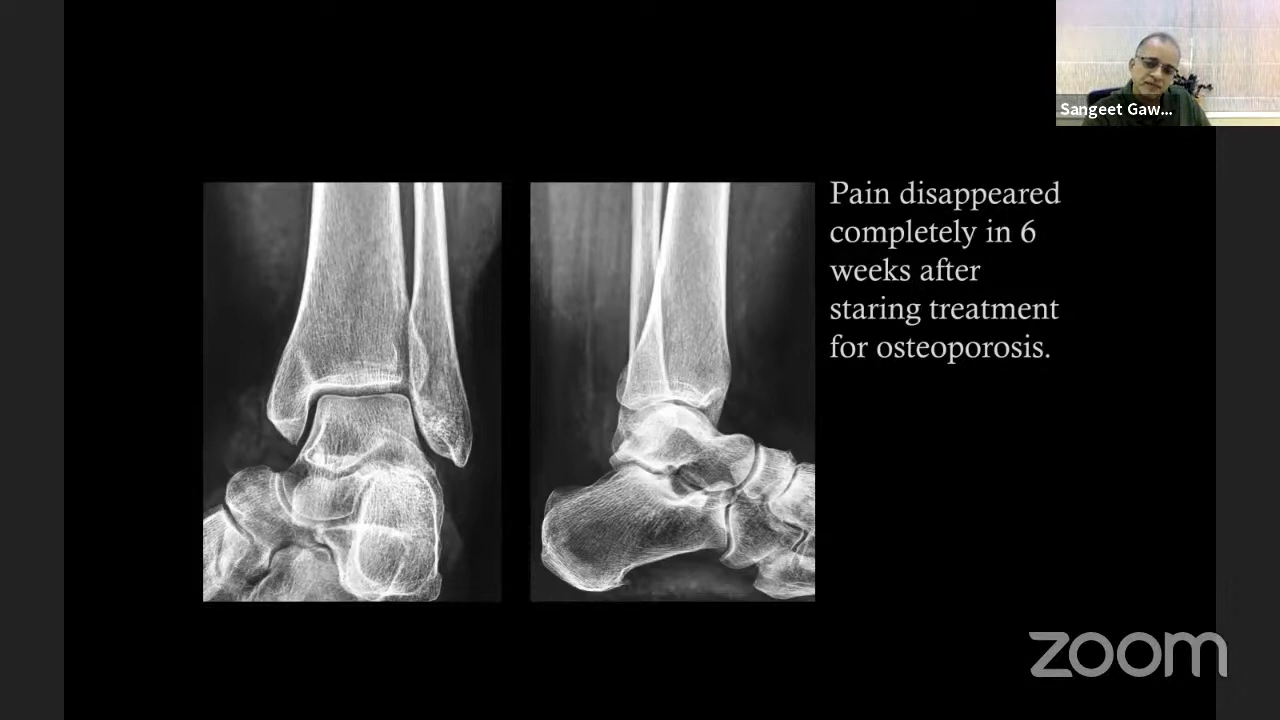 Sangeet Gaw...
Pain disappeared
completely in 6
weeks after
staring treatment
for osteoporosis.
zoom